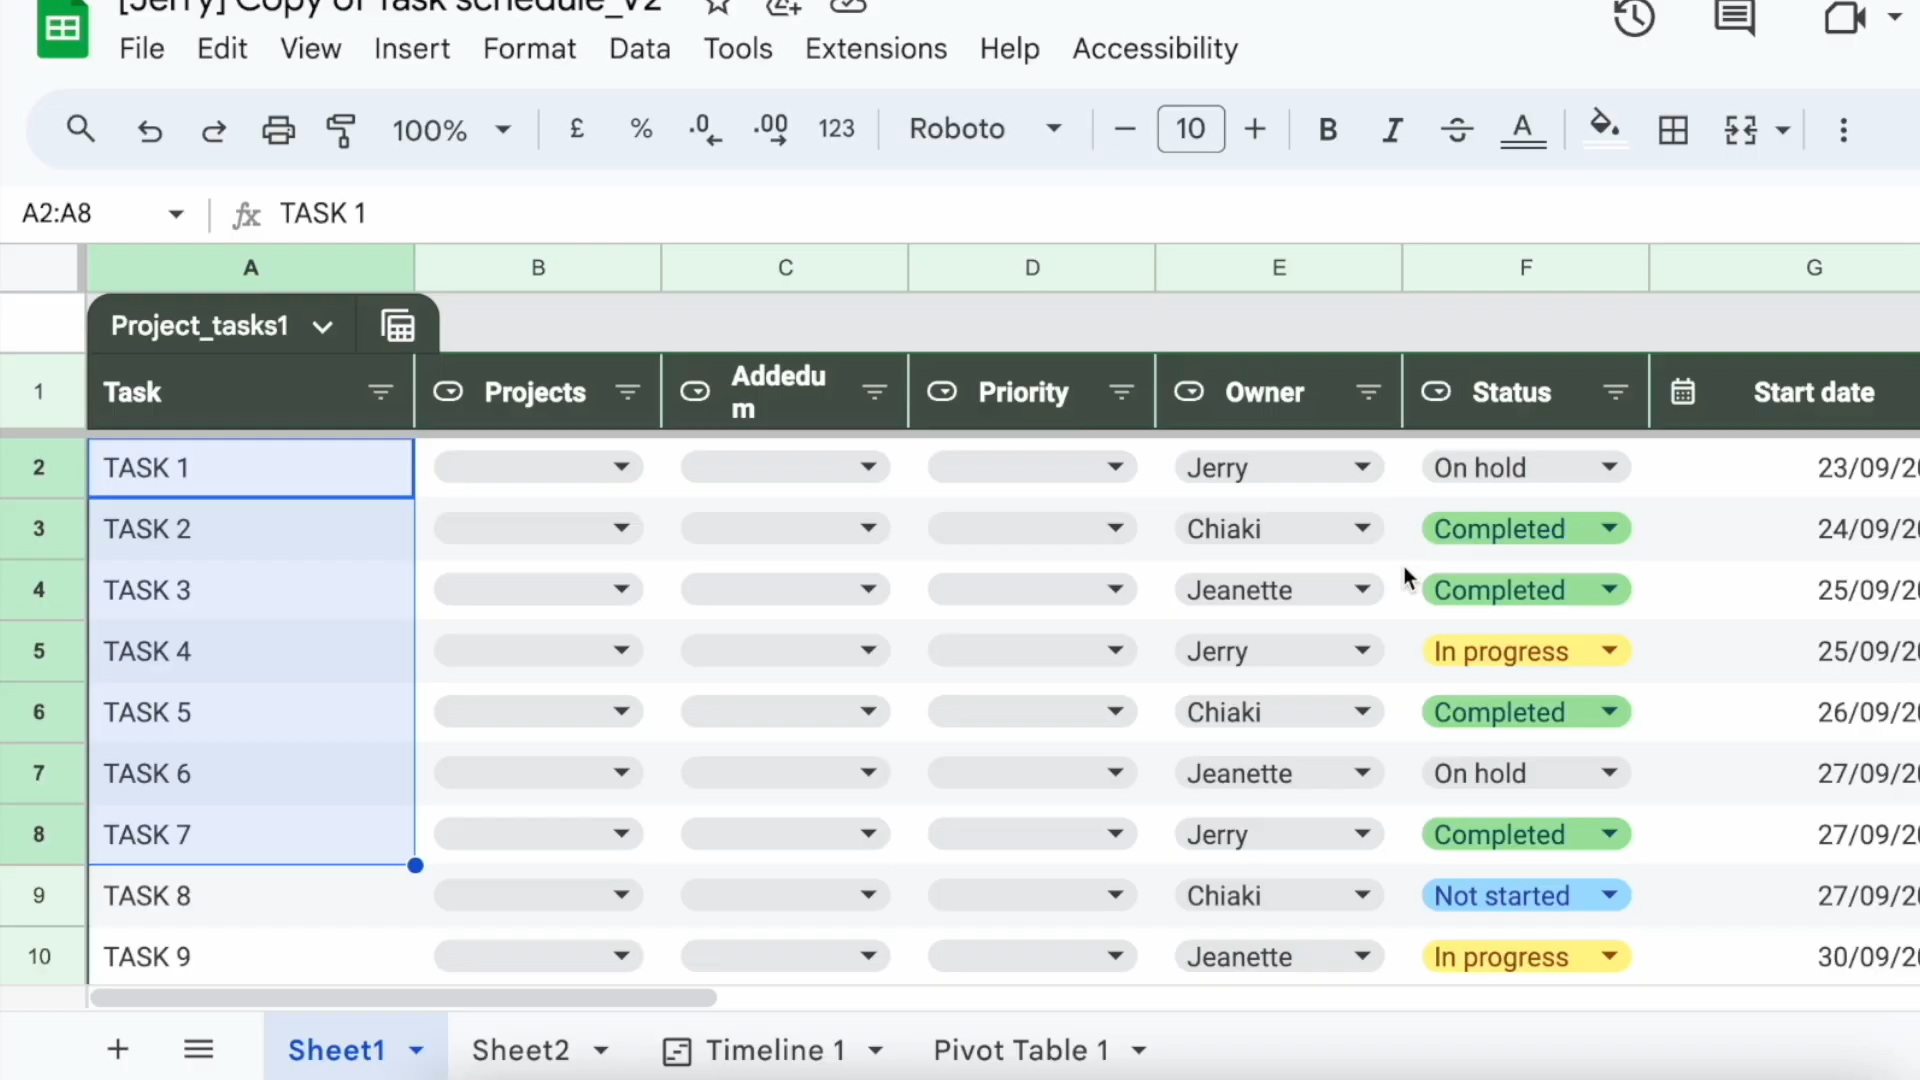 [Jerry] Copy of Task schedule_v2
File Edit View Insert Format Data Tools Extensions Help Accessibility
100% £ % .0 .00 123 Roboto 10 B I A
A2:A8 fx TASK 1
A B C D E F G
Project_tasks1
1 Task Projects Addedu
m Priority Owner Status Start date
2 TASK 1 Jerry On hold 23/09/20
3 TASK 2 Chiaki Completed 24/09/20
4 TASK 3 Jeanette Completed 25/09/20
5 TASK 4 Jerry In progress 25/09/20
6 TASK 5 Chiaki Completed 26/09/20
7 TASK 6 Jeanette On hold 27/09/20
8 TASK 7 Jerry Completed 27/09/20
9 TASK 8 Chiaki Not started 27/09/20
10 TASK 9 Jeanette In progress 30/09/20
Sheet1 Sheet2 Timeline 1 Pivot Table 1